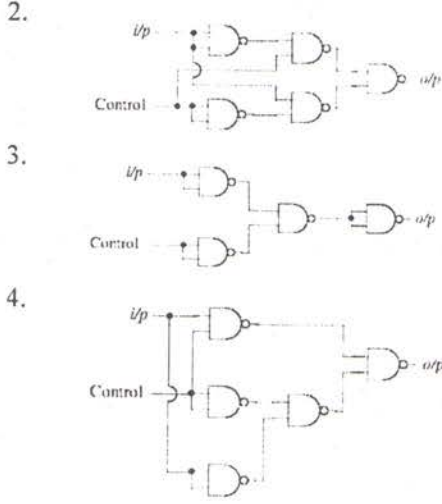 2.
i/p
o/p
Control
3.
i/p
o/p
Control
4.
i/p
o/p
Control